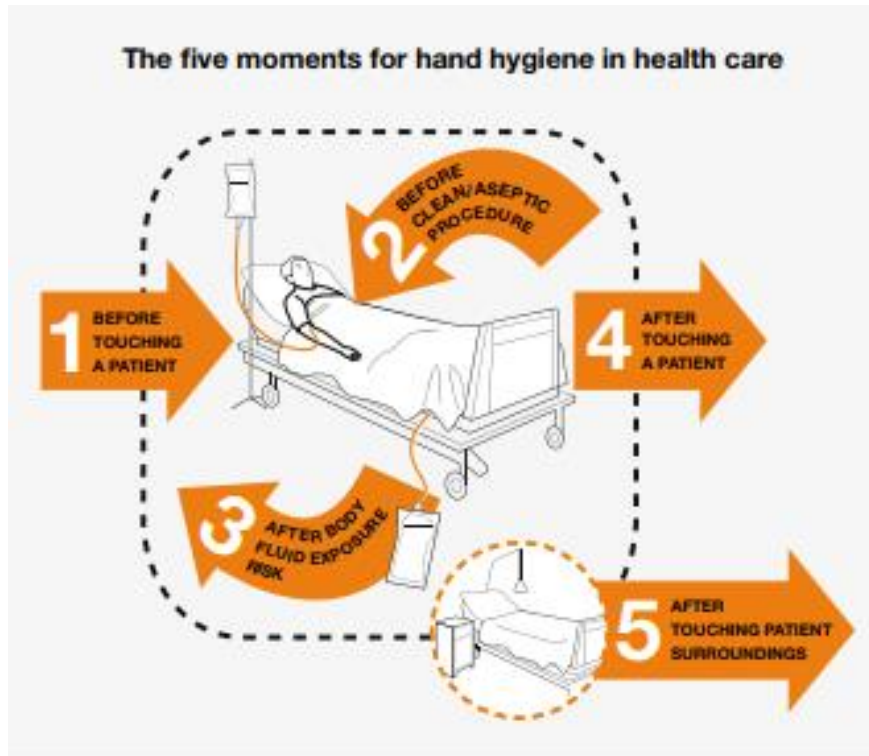 The five moments for hand hygiene in health care
1
BEFORE
TOUCHING
A PATIENT
2
BEFORE
CLEAN/ASEPTIC
PROCEDURE
3
AFTER BODY
FLUID EXPOSURE
RISK
4
AFTER
TOUCHING
A PATIENT
5
AFTER
TOUCHING PATIENT
SURROUNDINGS